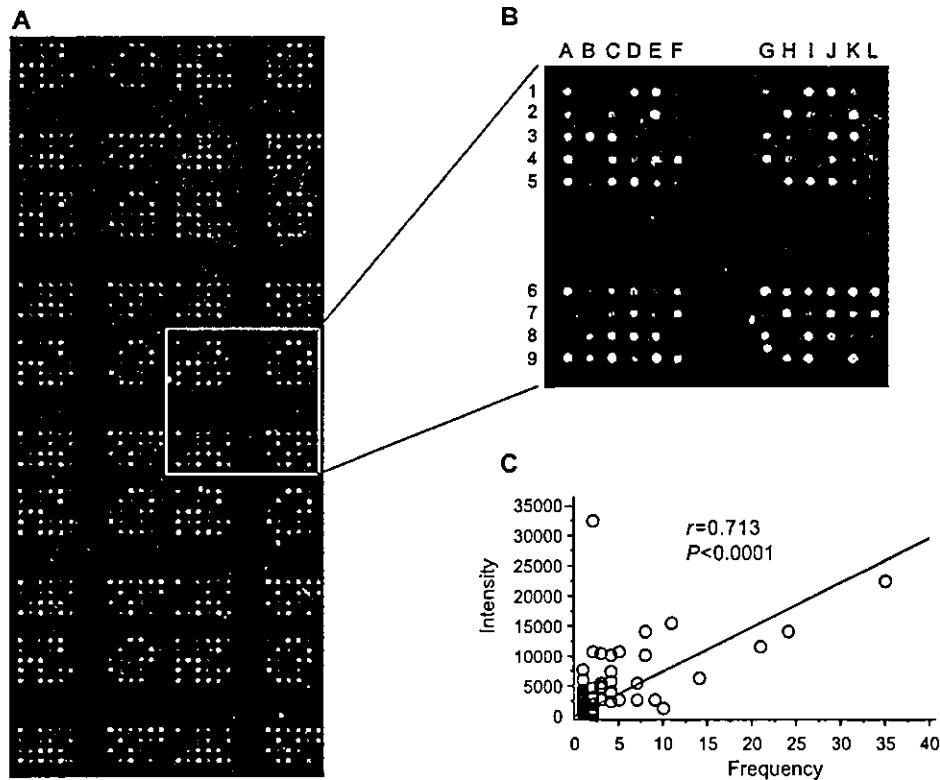 A
B
A B C D E F G H I J K L
1
2
3
4
5
6
7
8
9
C
35000
30000
25000
20000
15000
10000
5000
0
Intensity
r=0.713
P<0.0001
0 5 10 15 20 25 30 35 40
Frequency